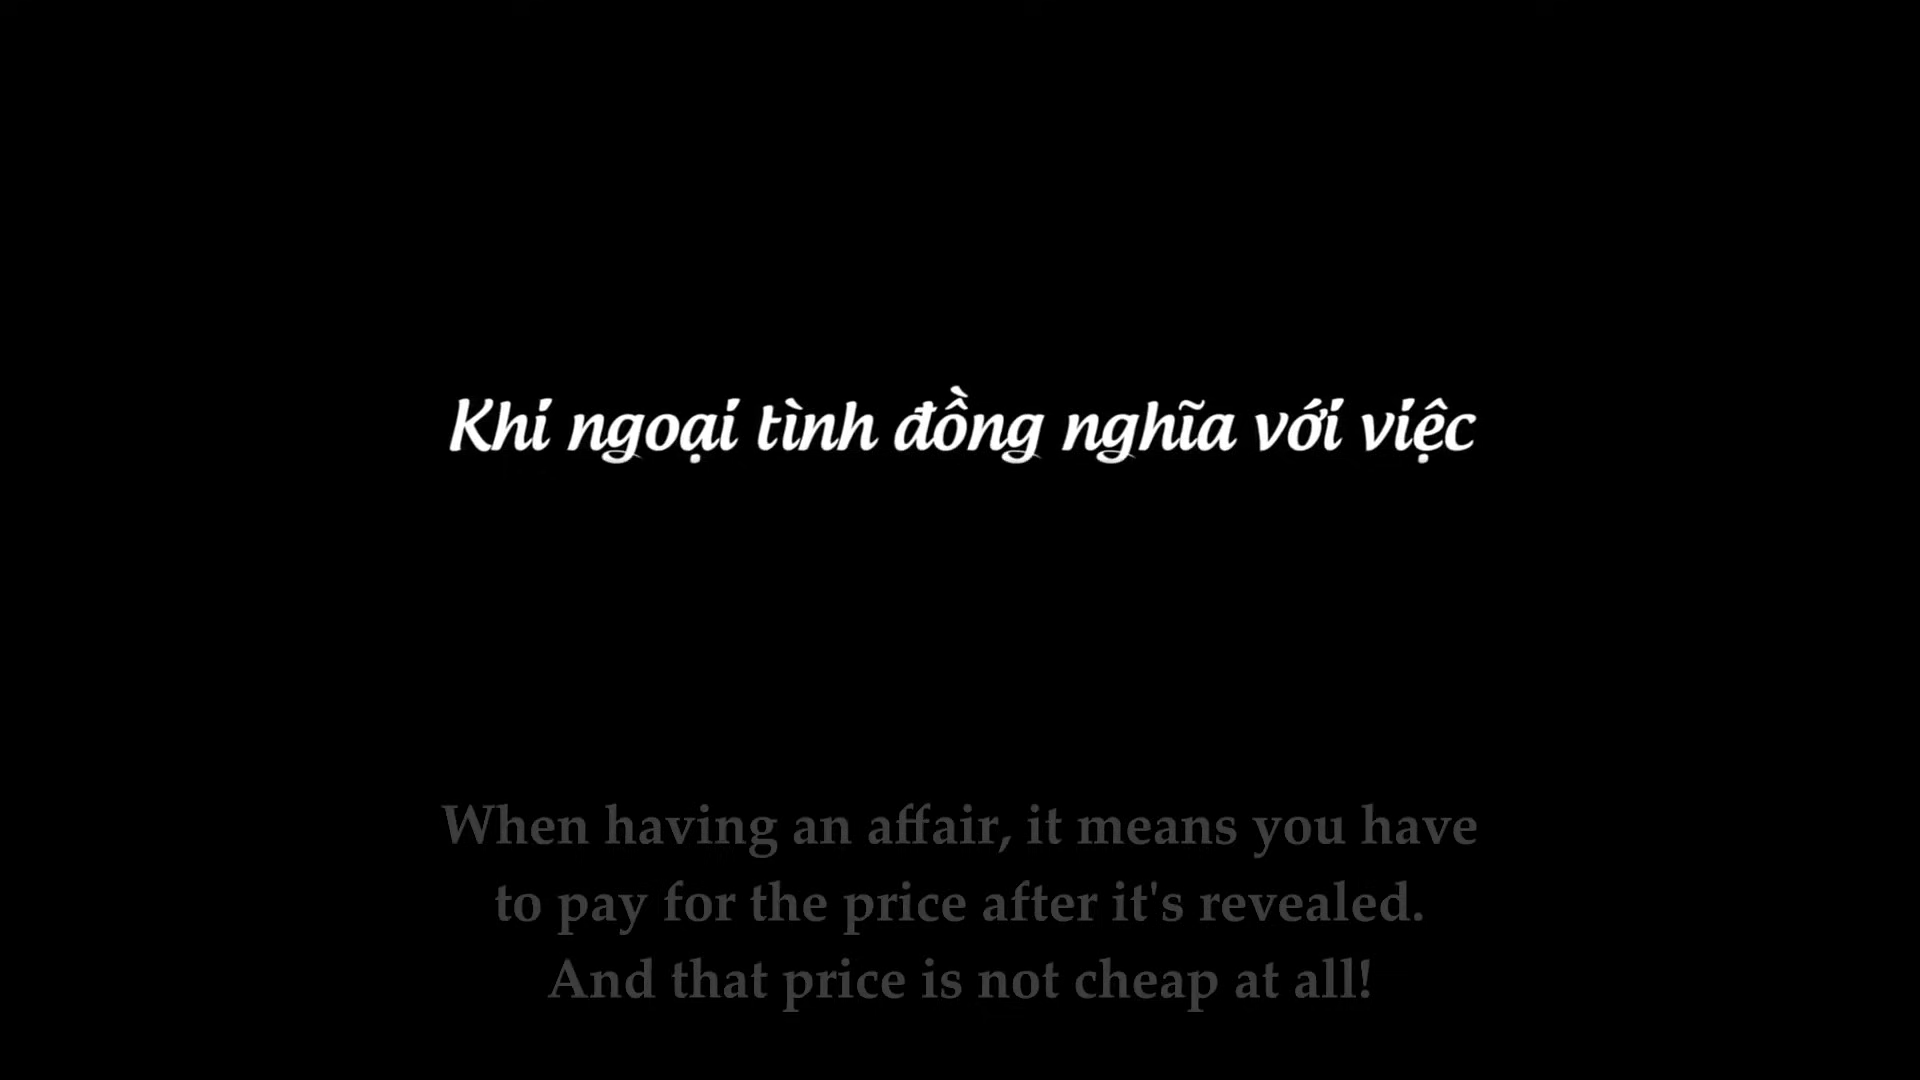 Khi ngoại tình đồng nghĩa với việc
When having an affair, it means you have
to pay for the price after it's revealed.
And that price is not cheap at all!